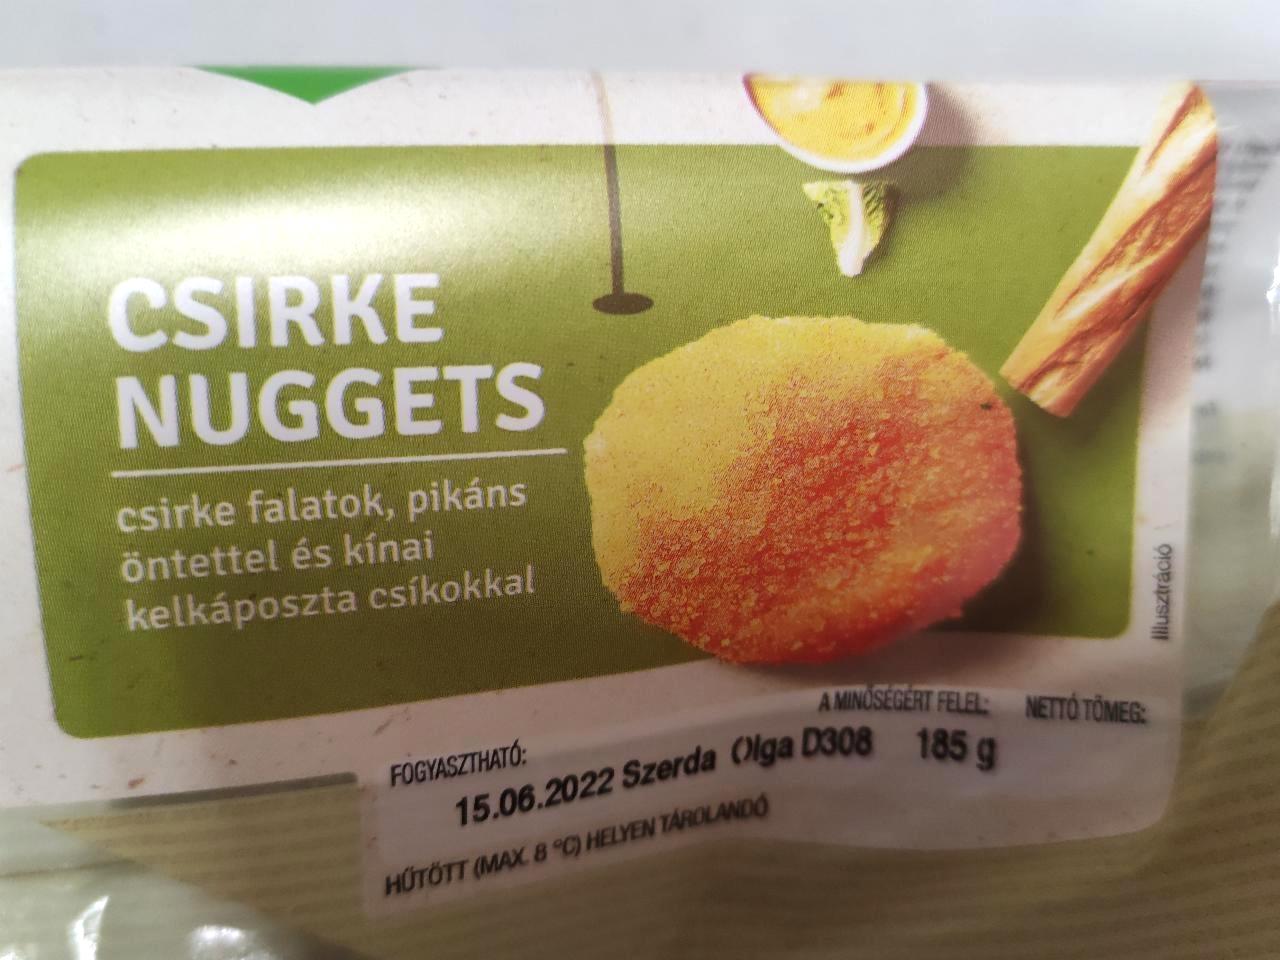 CSIRKE
NUGGETS
csirke falatok, pikáns
öntettel és kínai
kelkáposzta csíkokkal
Illusztráció
FOGYASZTHATÓ: A MINŐSÉGÉRT FELEL: NETTÓ TÖMEG:
15.06.2022 Szerda Olga D308 185 g
HŰTÖTT (MAX. 8 °C) HELYEN TÁROLANDÓ